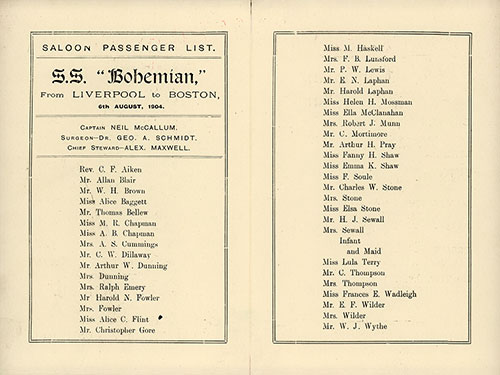 SALOON PASSENGER LIST.
S.S. "Bohemian,"
From LIVERPOOL to BOSTON,
6th AUGUST, 1904.
CAPTAIN NEIL McCALLUM.
SURGEON—DR. GEO. A. SCHMIDT.
CHIEF STEWARD—ALEX. MAXWELL.
Rev. C. F. Aiken
Mr. Allan Blair
Mr. W. H. Brown
Miss Alice Baggett
Mr. Thomas Bellew
Miss M. R. Chapman
Miss A. B. Chapman
Mrs. A. S. Cummings
Mr. C. W. Dillaway
Mr. Arthur W. Dunning
Mrs. Dunning
Mrs. Ralph Emery
Mr Harold N. Fowler
Mrs. Fowler
Miss Alice C. Flint
Mr. Christopher Gore
Miss M. Haskell
Mrs. F. B. Lunsford
Mr. P. W. Lewis
Mr. E. N. Laphan
Mr. Harold Laphan
Miss Helen H. Mossman
Miss Ella McClanahan
Mrs. Robert J. Munn
Mr. C. Mortimore
Mr. Arthur H. Pray
Miss Fanny H. Shaw
Miss Emma K. Shaw
Miss F. Soule
Mr. Charles W. Stone
Mrs. Stone
Miss Elsa Stone
Mr. H. J. Sewall
Mrs. Sewall
Infant
and Maid
Miss Lula Terry
Mr. C. Thompson
Mrs. Thompson
Miss Frances E. Wadleigh
Mr. E. F. Wilder
Mrs. Wilder
Mr. W. J. Wythe